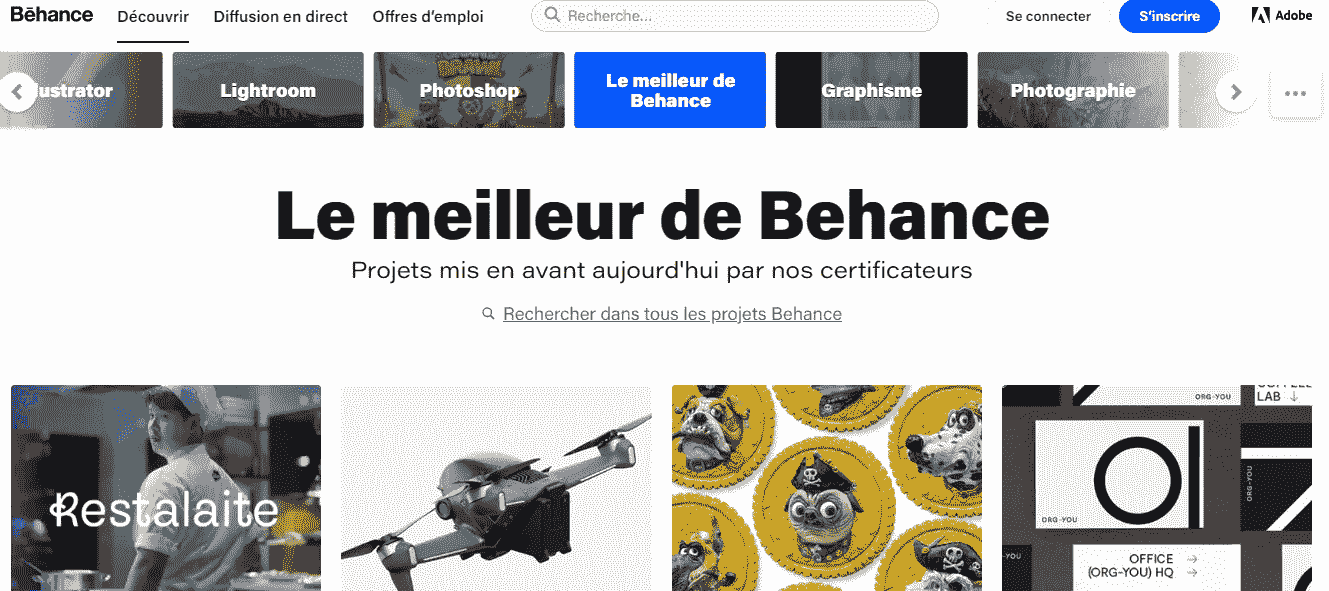 Bēhance Découvrir Diffusion en direct Offres d'emploi Recherche... Se connecter S'inscrire Adobe
lustrator Lightroom Photoshop Le meilleur de Behance Graphisme Photographie
Le meilleur de Behance
Projets mis en avant aujourd'hui par nos certificateurs
Rechercher dans tous les projets Behance
Restalaite
ORG-YOU
LAB ↓
ORG-YOU
ORG-YOU
OFFICE →
(ORG-YOU) HQ →